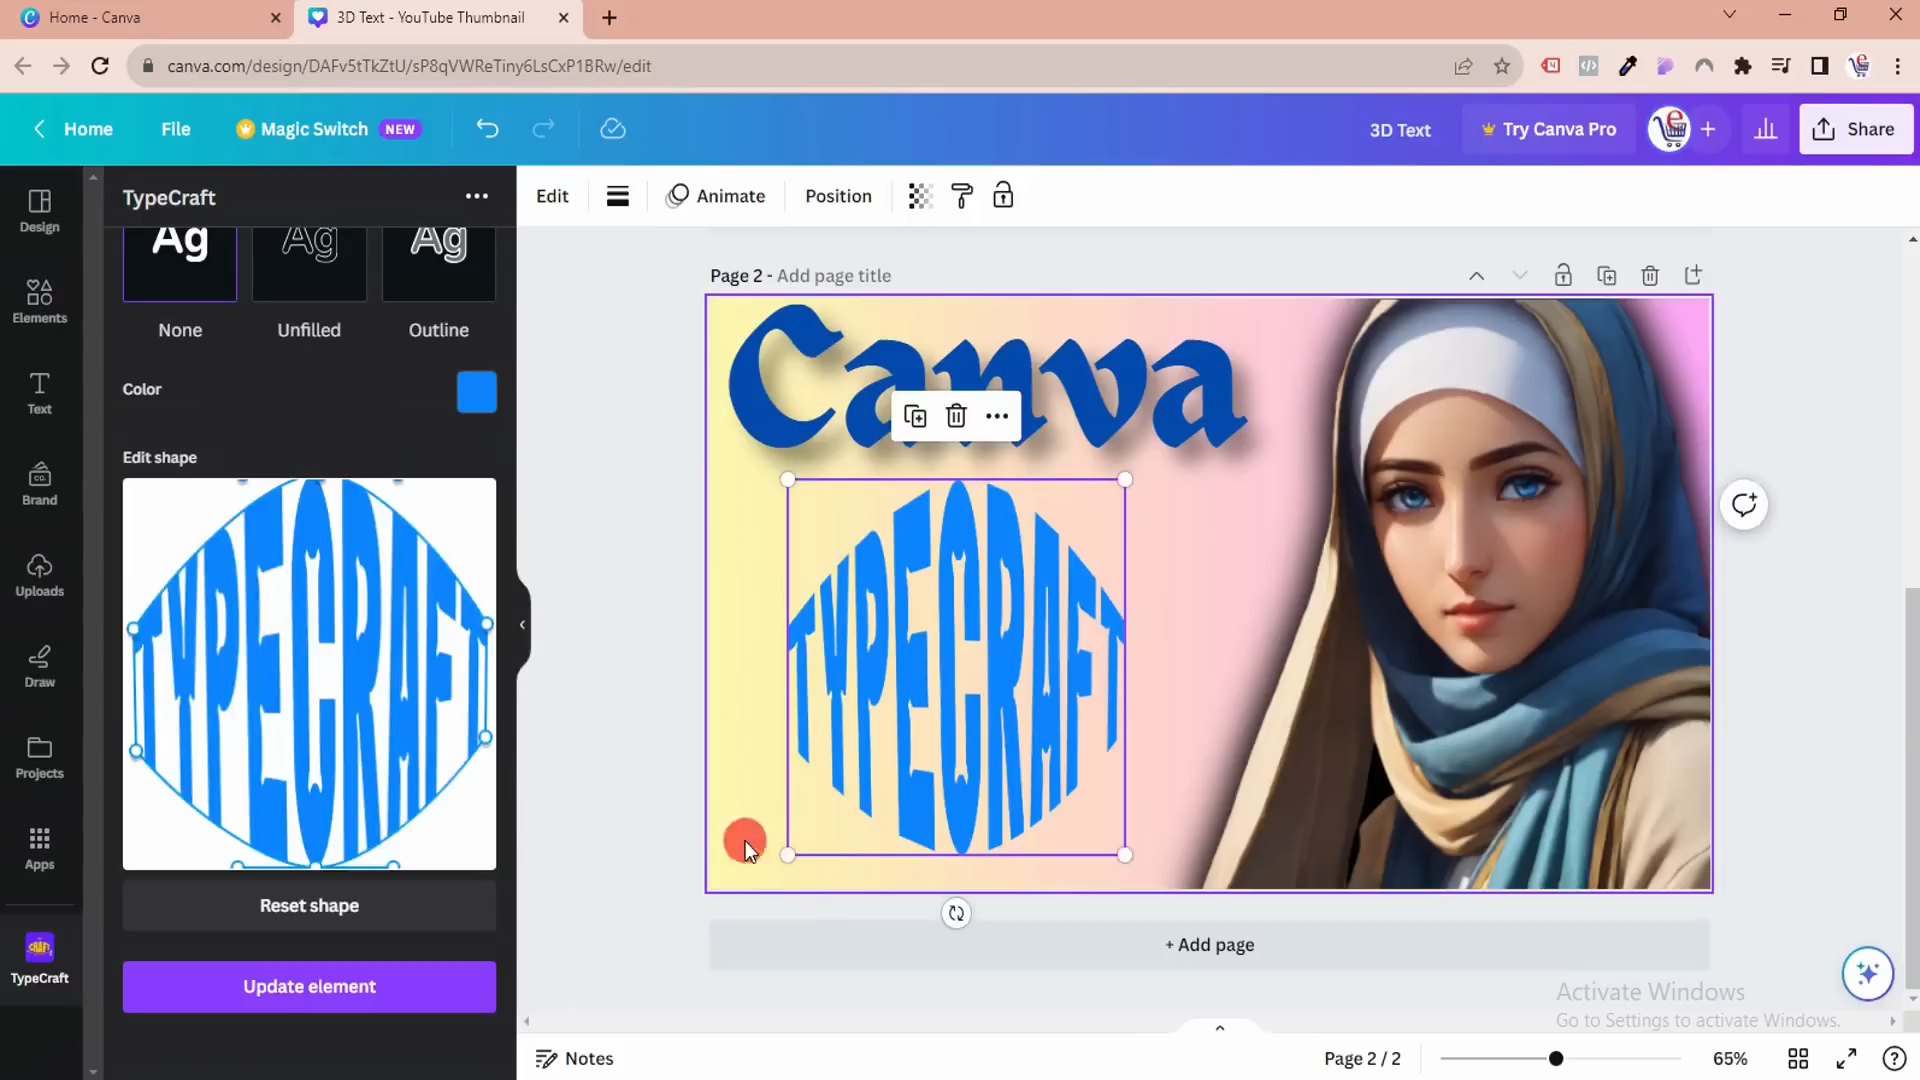 Home - Canva
3D Text - YouTube Thumbnail
canva.com/design/DAFv5tTkZtU/sP8qVWReTiny6LsCxP1BRw/edit
Home
File
Magic Switch NEW
3D Text
Try Canva Pro
Share
Design
Elements
Text
Brand
Uploads
Draw
Projects
Apps
TypeCraft
TypeCraft
Ag Ag Ag
None Unfilled Outline
Color
Edit shape
TYPECRAFT
Reset shape
Update element
Edit
Animate
Position
Page 2 - Add page title
Canva
TYPECRAFT
+ Add page
Activate Windows
Go to Settings to activate Windows.
Notes
Page 2 / 2
65%